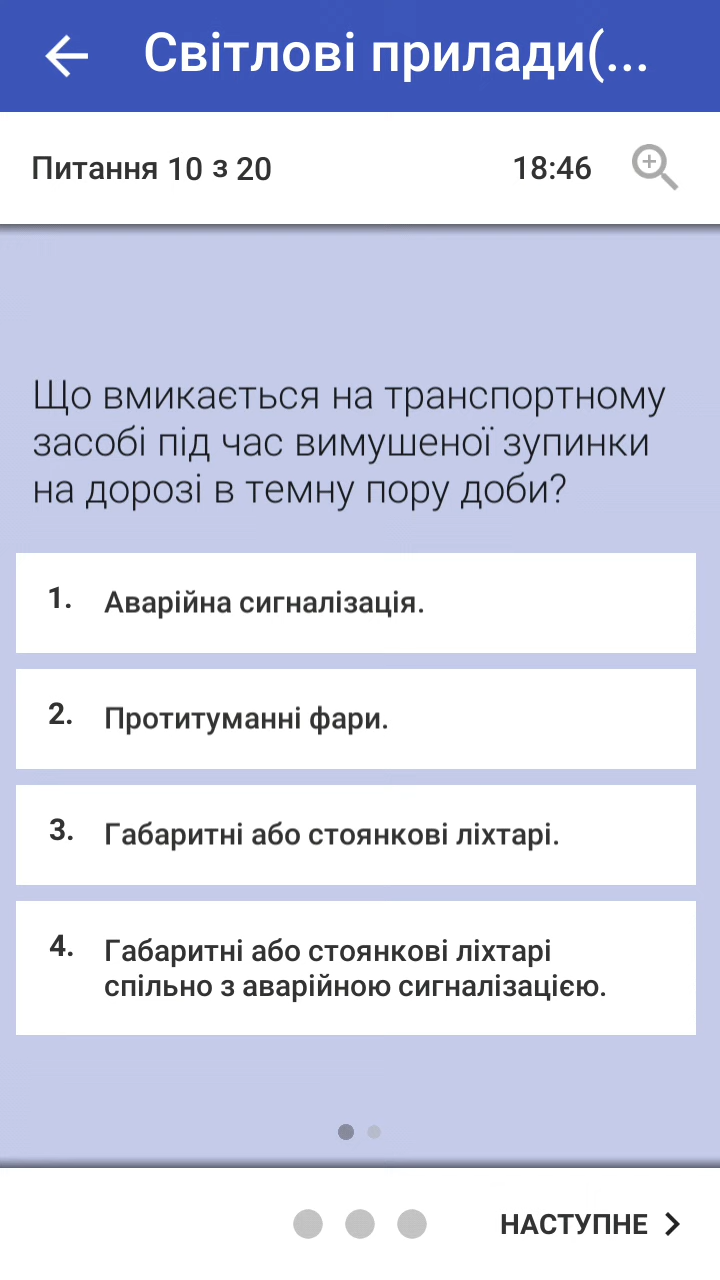 Світлові прилади(...
Питання 10 з 20 18:46
Що вмикається на транспортному
засобі під час вимушеної зупинки
на дорозі в темну пору доби?
1. Аварійна сигналізація.
2. Протитуманні фари.
3. Габаритні або стоянкові ліхтарі.
4. Габаритні або стоянкові ліхтарі
спільно з аварійною сигналізацією.
НАСТУПНЕ